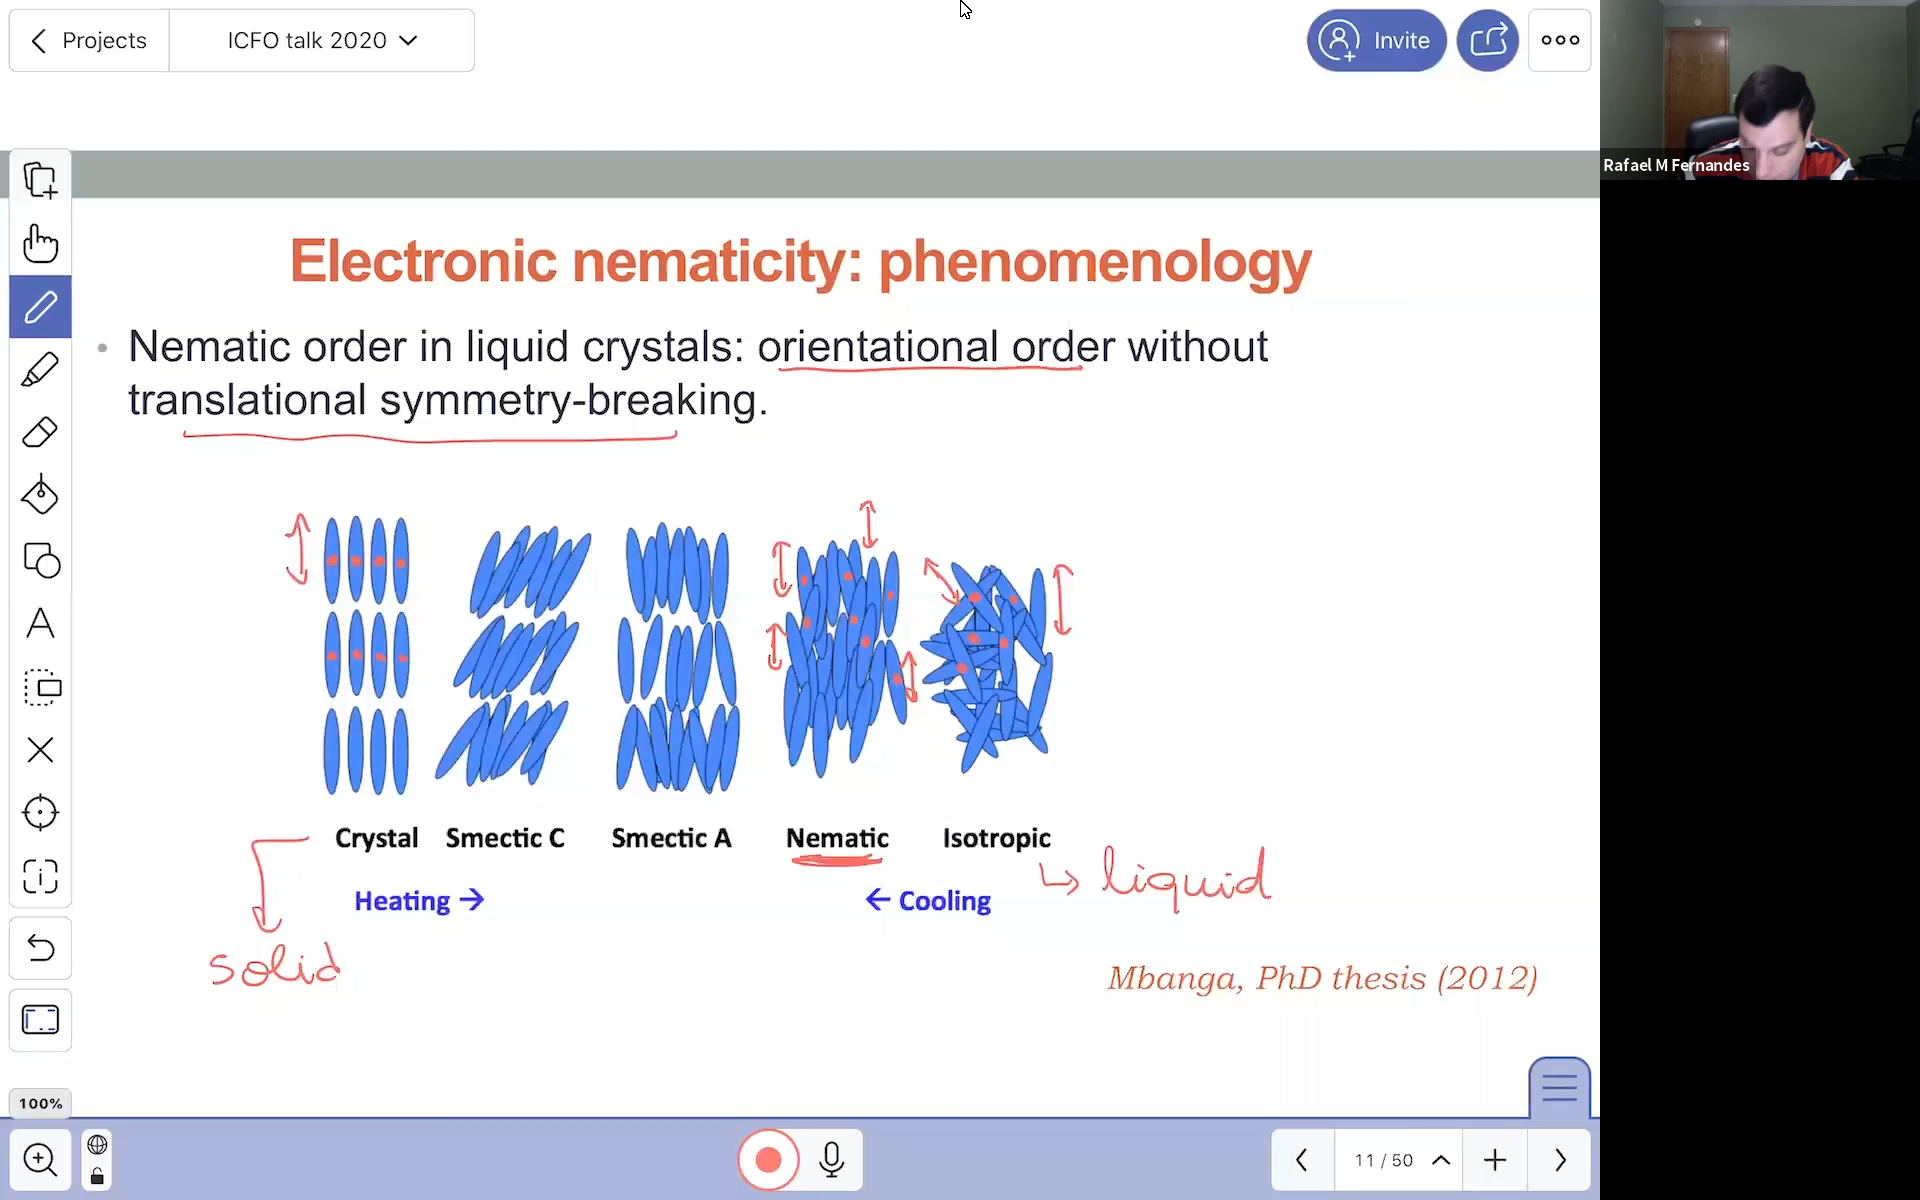 Projects
ICFO talk 2020
Invite
Rafael M Fernandes
Electronic nematicity: phenomenology
• Nematic order in liquid crystals: orientational order without
translational symmetry-breaking.
Crystal Smectic C Smectic A Nematic Isotropic
liquid
Heating → ← Cooling
solid
Mbanga, PhD thesis (2012)
100%
11 / 50